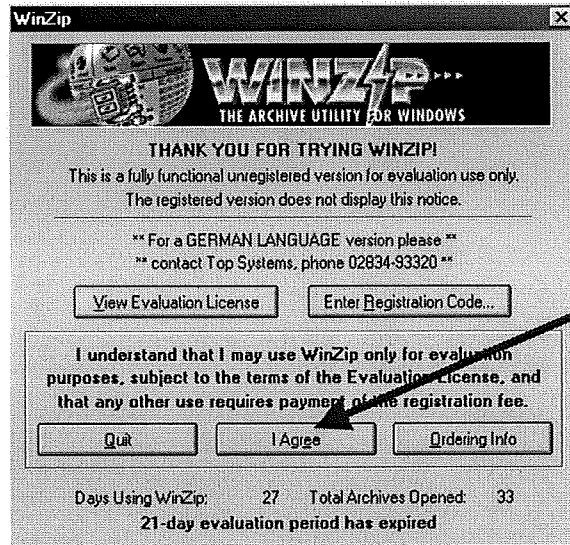 WinZip
WINZIP
THE ARCHIVE UTILITY FOR WINDOWS
THANK YOU FOR TRYING WINZIP!
This is a fully functional unregistered version for evaluation use only.
The registered version does not display this notice.
** For a GERMAN LANGUAGE version please **
** contact Top Systems, phone 02834-93320 **
View Evaluation License Enter Registration Code...
I understand that I may use WinZip only for evaluation
purposes, subject to the terms of the Evaluation License, and
that any other use requires payment of the registration fee.
Quit I Agree Ordering Info
Days Using WinZip: 27 Total Archives Opened: 33
21-day evaluation period has expired